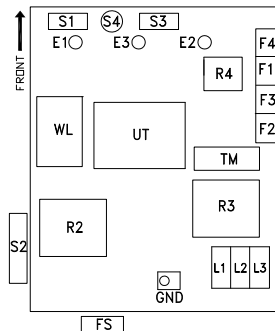 S1 S4 S3
E1 E3 E2
F4
FRONT
R4 F1
F3
WL UT F2
TM
R3
R2
S2
L1 L2 L3
GND
FS